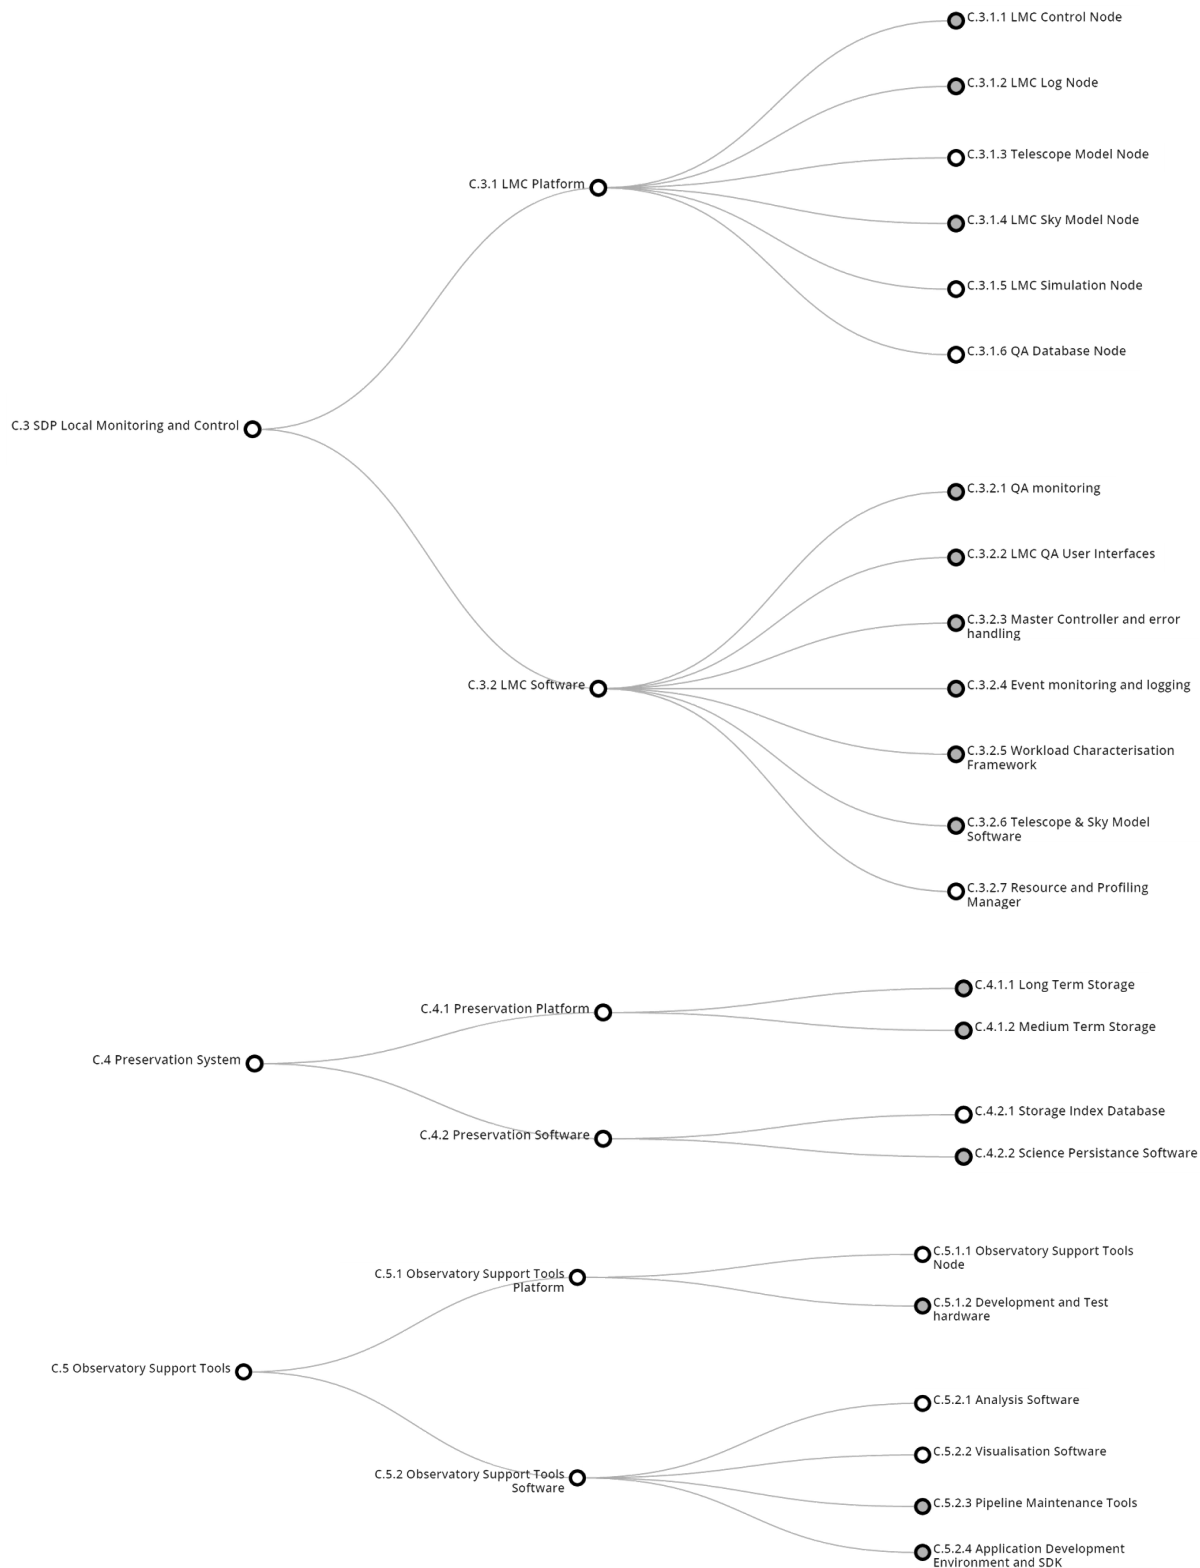 C.3.1.1 LMC Control Node
C.3.1.2 LMC Log Node
C.3.1.3 Telescope Model Node
C.3.1 LMC Platform
C.3.1.4 LMC Sky Model Node
C.3.1.5 LMC Simulation Node
C.3.1.6 QA Database Node
C.3 SDP Local Monitoring and Control
C.3.2.1 QA monitoring
C.3.2.2 LMC QA User Interfaces
C.3.2.3 Master Controller and error
handling
C.3.2 LMC Software
C.3.2.4 Event monitoring and logging
C.3.2.5 Workload Characterisation
Framework
C.3.2.6 Telescope & Sky Model
Software
C.3.2.7 Resource and Profiling
Manager
C.4.1.1 Long Term Storage
C.4.1 Preservation Platform
C.4.1.2 Medium Term Storage
C.4 Preservation System
C.4.2.1 Storage Index Database
C.4.2 Preservation Software
C.4.2.2 Science Persistance Software
C.5.1.1 Observatory Support Tools
Node
C.5.1 Observatory Support Tools
Platform
C.5.1.2 Development and Test
hardware
C.5 Observatory Support Tools
C.5.2.1 Analysis Software
C.5.2.2 Visualisation Software
C.5.2 Observatory Support Tools
Software
C.5.2.3 Pipeline Maintenance Tools
C.5.2.4 Application Development
Environment and SDK